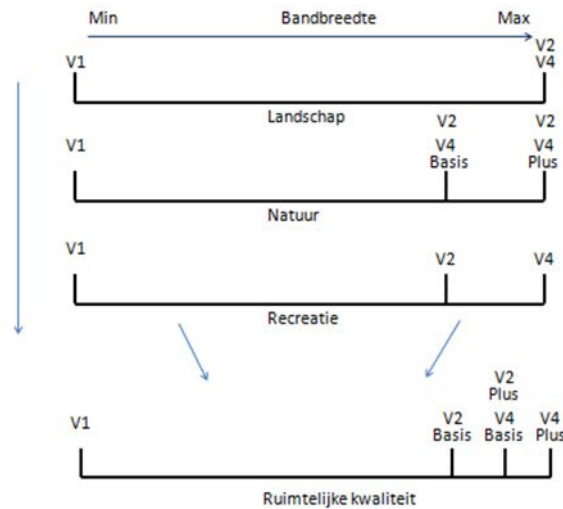 Min Bandbreedte Max
V2
V1 V4
Landschap
V2 V2
V1 V4 V4
Basis Plus
Natuur
V1 V2 V4
Recreatie
V2
Plus
V1 V2 V4 V4
Basis Basis Plus
Ruimtelijke kwaliteit